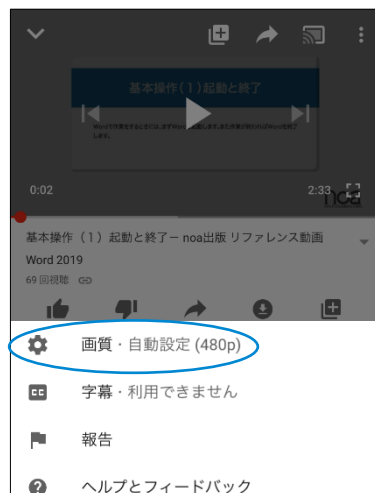 基本操作(1)起動と終了
0:02
2:33
noa
基本操作（1）起動と終了－ noa出版 リファレンス動画
Word 2019
69 回視聴
画質・自動設定 (480p)
CC
字幕・利用できません
報告
ヘルプとフィードバック